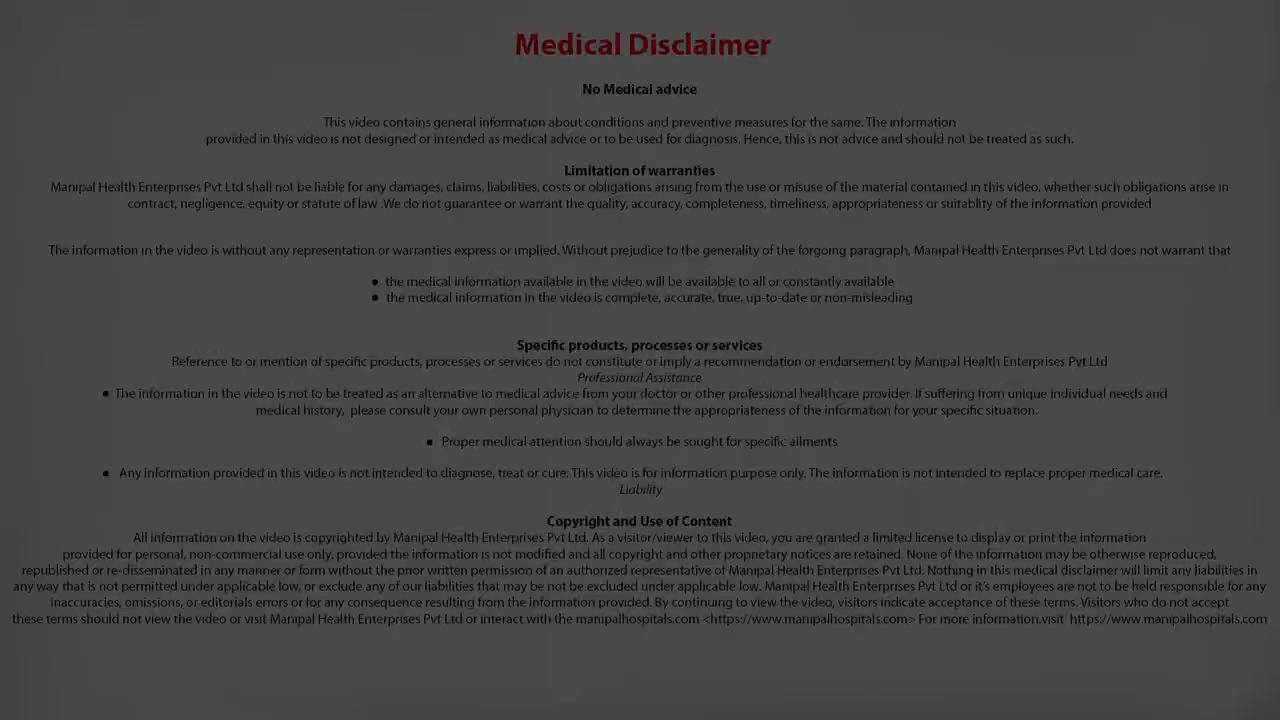 Medical Disclaimer
No Medical advice
This video contains general information about conditions and preventive measures for the same. The information
provided in this video is not designed or intended as medical advice or to be used for diagnosis. Hence, this is not advice and should not be treated as such.
Limitation of warranties
Manipal Health Enterprises Pvt Ltd shall not be liable for any damages, claims, liabilities, costs or obligations arising from the use or misuse of the material contained in this video, whether such obligations arise in
contract, negligence, equity or statute of law .We do not guarantee or warrant the quality, accuracy, completeness, timeliness, appropriateness or suitablity of the information provided
The information in the video is without any representation or warranties express or implied. Without prejudice to the generality of the forgoing paragraph, Manipal Health Enterprises Pvt Ltd does not warrant that
● the medical information available in the video will be available to all or constantly available
● the medical information in the video is complete, accurate, true, up-to-date or non-misleading
Specific products, processes or services
Reference to or mention of specific products, processes or services do not constitute or imply a recommendation or endorsement by Manipal Health Enterprises Pvt Ltd
Professional Assistance
● The information in the video is not to be treated as an alternative to medical advice from your doctor or other professional healthcare provider. If suffering from unique individual needs and
medical history, please consult your own personal physician to determine the appropriateness of the information for your specific situation.
■ Proper medical attention should always be sought for specific ailments
● Any information provided in this video is not intended to diagnose, treat or cure. This video is for information purpose only. The information is not intended to replace proper medical care.
Liability
Copyright and Use of Content
All information on the video is copyrighted by Manipal Health Enterprises Pvt Ltd. As a visitor/viewer to this video, you are granted a limited license to display or print the information
provided for personal, non-commercial use only, provided the information is not modified and all copyright and other proprietary notices are retained. None of the information may be otherwise reproduced,
republished or re-disseminated in any manner or form without the prior written permission of an authorized representative of Manipal Health Enterprises Pvt Ltd. Nothing in this medical disclaimer will limit any liabilities in
any way that is not permitted under applicable low, or exclude any of our liabilities that may be not be excluded under applicable low. Manipal Health Enterprises Pvt Ltd or it's employees are not to be held responsible for any
inaccuracies, omissions, or editorials errors or for any consequence resulting from the information provided. By continuing to view the video, visitors indicate acceptance of these terms. Visitors who do not accept
these terms should not view the video or visit Manipal Health Enterprises Pvt Ltd or interact with the manipalhospitals.com <https://www.manipalhospitals.com> For more information.visit https://www.manipalhospitals.com